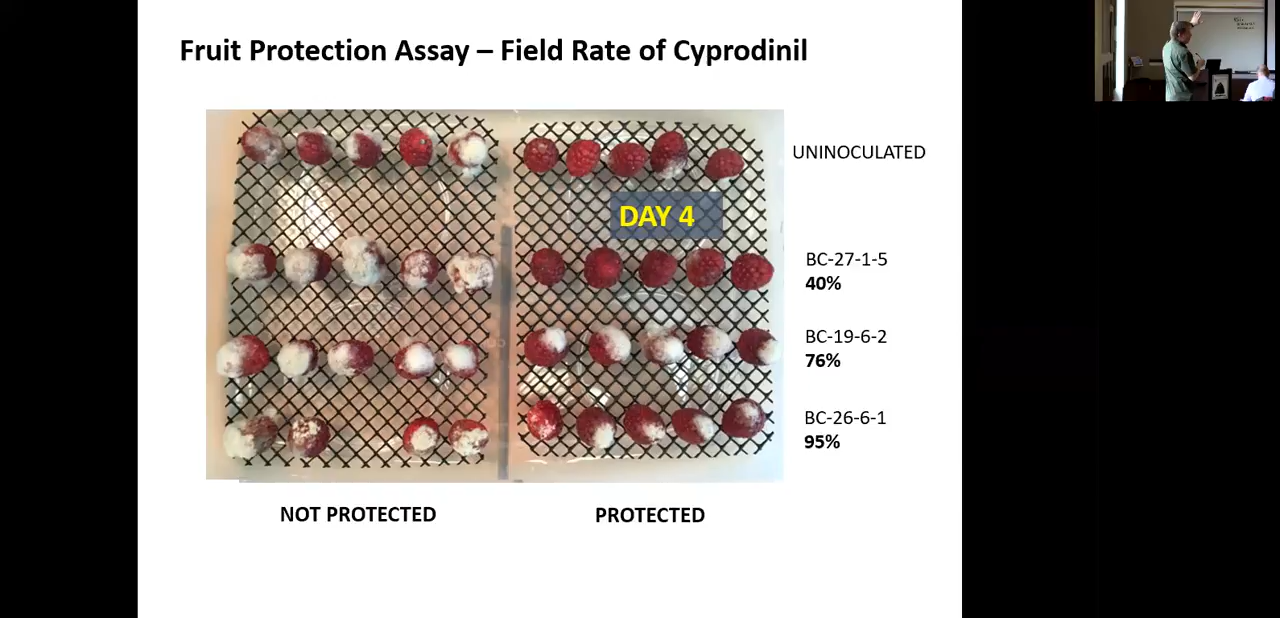 Fruit Protection Assay – Field Rate of Cyprodinil
UNINOCULATED
DAY 4
BC-27-1-5
40%
BC-19-6-2
76%
BC-26-6-1
95%
NOT PROTECTED
PROTECTED